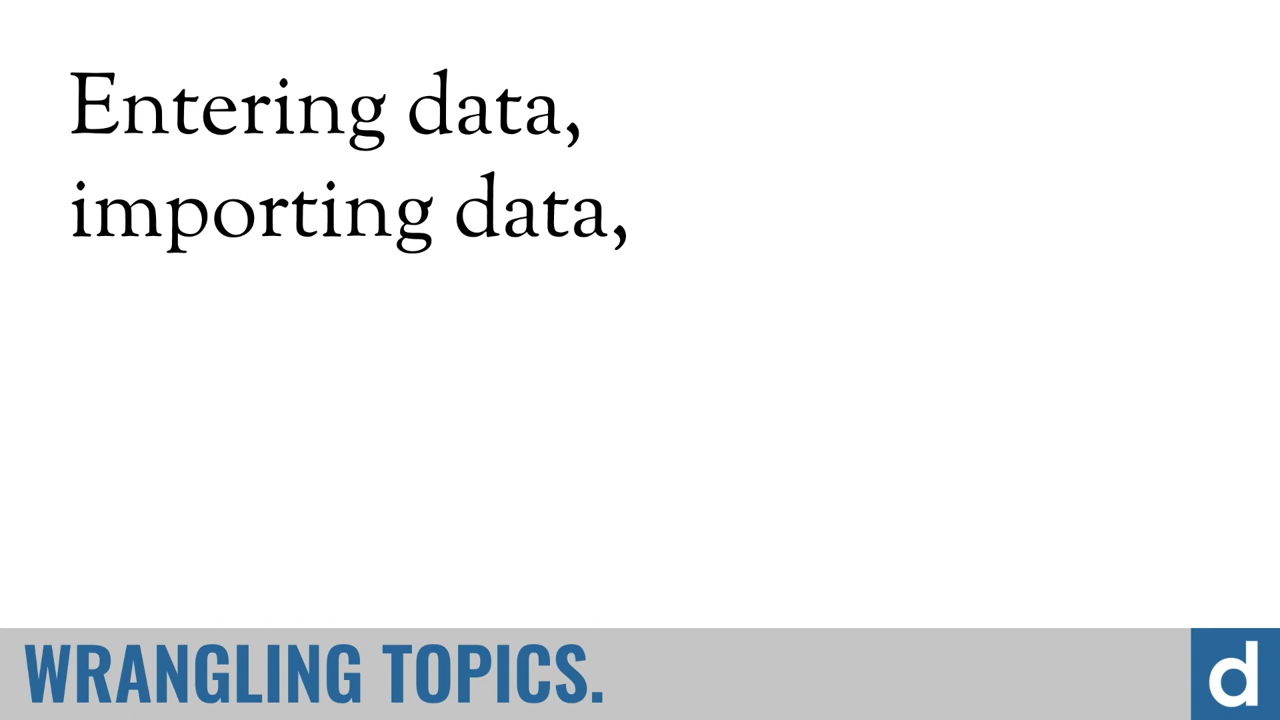 Entering data,
importing data,
WRANGLING TOPICS.
d